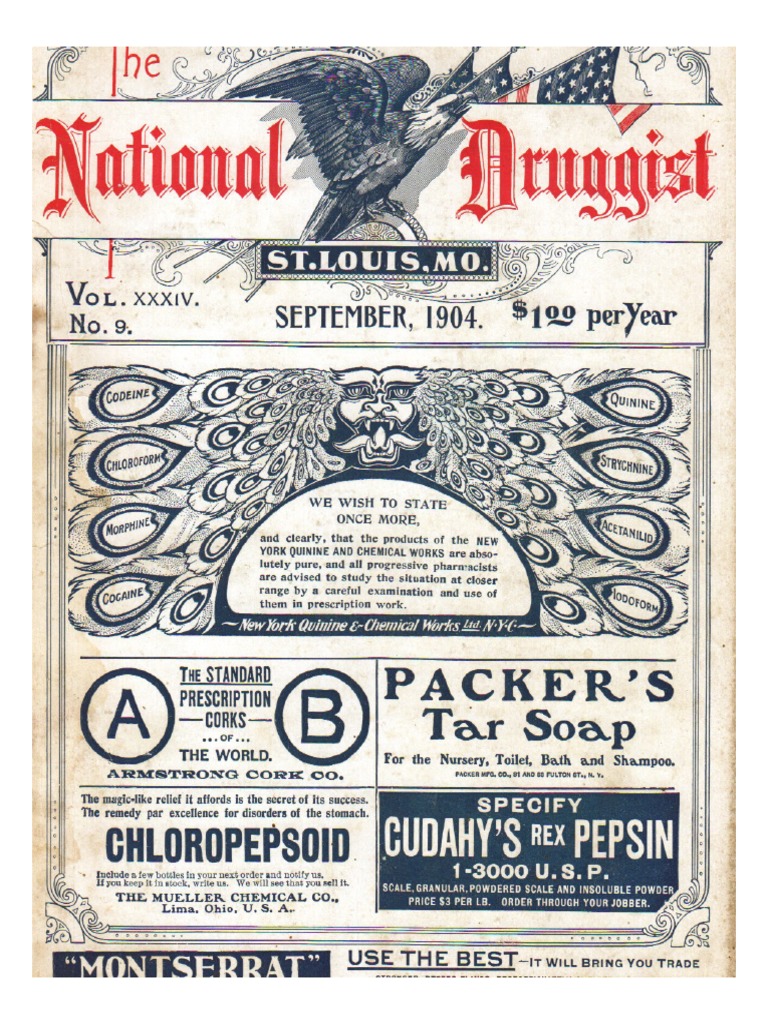 The
National Druggist
ST. LOUIS, MO.
VOL. XXXIV.
No. 9.
SEPTEMBER, 1904.
$1.00 per Year
CODEINE
QUININE
CHLOROFORM
STRYCHNINE
MORPHINE
ACETANILID
COCAINE
IODOFORM
WE WISH TO STATE
ONCE MORE,
and clearly, that the products of the NEW
YORK QUININE AND CHEMICAL WORKS are abso-
lutely pure, and all progressive pharmacists
are advised to study the situation at closer
range by a careful examination and use of
them in prescription work.
~New York Quinine & Chemical Works Ltd. N.Y.C~
A
THE STANDARD
PRESCRIPTION
—CORKS—
...OF...
THE WORLD.
B
ARMSTRONG CORK CO.
PACKER'S
Tar Soap
For the Nursery, Toilet, Bath and Shampoo.
The magic-like relief it affords is the secret of its success.
The remedy par excellence for disorders of the stomach.
CHLOROPEPSOID
Include a few bottles in your next order and notify us.
If you keep it in stock, write us. We will see that you sell it.
THE MUELLER CHEMICAL CO.,
Lima, Ohio, U. S. A.
SPECIFY
CUDAHY'S REX PEPSIN
1-3000 U. S. P.
SCALE, GRANULAR, POWDERED SCALE AND INSOLUBLE POWDER
PRICE $3 PER LB. ORDER THROUGH YOUR JOBBER.
"MONTSERRAT"
USE THE BEST—IT WILL BRING YOU TRADE